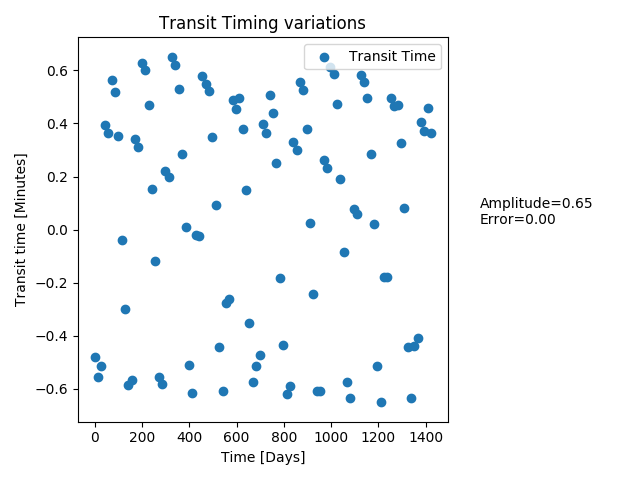 Transit Timing variations
Transit Time
Transit time [Minutes]
0.6
0.4
0.2
0.0
−0.2
−0.4
−0.6
0 200 400 600 800 1000 1200 1400
Time [Days]
Amplitude=0.65
Error=0.00